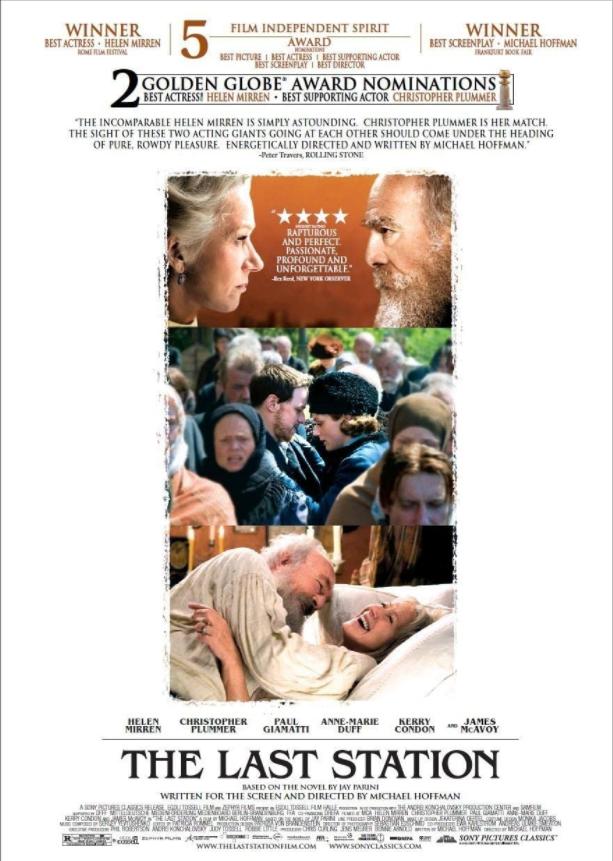 WINNER
BEST ACTRESS • HELEN MIRREN
ROME FILM FESTIVAL
5 FILM INDEPENDENT SPIRIT
AWARD
NOMINATIONS
BEST PICTURE | BEST ACTRESS | BEST SUPPORTING ACTOR
BEST SCREENPLAY | BEST DIRECTOR
WINNER
BEST SCREENPLAY • MICHAEL HOFFMAN
FRANKFURT BOOK FAIR
2 GOLDEN GLOBE® AWARD NOMINATIONS
BEST ACTRESS! HELEN MIRREN • BEST SUPPORTING ACTOR CHRISTOPHER PLUMMER
"THE INCOMPARABLE HELEN MIRREN IS SIMPLY ASTOUNDING. CHRISTOPHER PLUMMER IS HER MATCH.
THE SIGHT OF THESE TWO ACTING GIANTS GOING AT EACH OTHER SHOULD COME UNDER THE HEADING
OF PURE, ROWDY PLEASURE. ENERGETICALLY DIRECTED AND WRITTEN BY MICHAEL HOFFMAN."
-Peter Travers, ROLLING STONE
"★★★★
RAPTUROUS
AND PERFECT.
PASSIONATE,
PROFOUND AND
UNFORGETTABLE."
-Rex Reed, NEW YORK OBSERVER
HELEN MIRREN CHRISTOPHER PLUMMER PAUL GIAMATTI ANNE-MARIE DUFF KERRY CONDON AND JAMES McAVOY
THE LAST STATION
BASED ON THE NOVEL BY JAY PARINI
WRITTEN FOR THE SCREEN AND DIRECTED BY MICHAEL HOFFMAN
WWW.THELASTSTATIONFILM.COM WWW.SONYCLASSICS.COM
SONY PICTURES CLASSICS